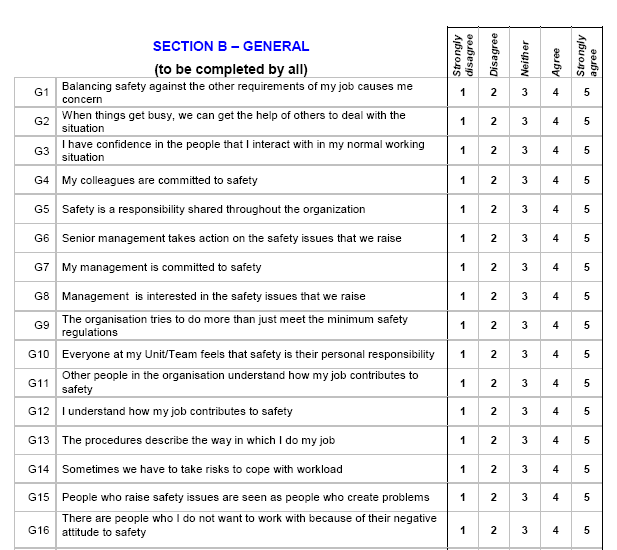 SECTION B – GENERAL
(to be completed by all)
Strongly disagree
Disagree
Neither
Agree
Strongly agree
G1 Balancing safety against the other requirements of my job causes me 1 2 3 4 5
concern
G2 When things get busy, we can get the help of others to deal with the 1 2 3 4 5
situation
G3 I have confidence in the people that I interact with in my normal working 1 2 3 4 5
situation
G4 My colleagues are committed to safety 1 2 3 4 5
G5 Safety is a responsibility shared throughout the organization 1 2 3 4 5
G6 Senior management takes action on the safety issues that we raise 1 2 3 4 5
G7 My management is committed to safety 1 2 3 4 5
G8 Management is interested in the safety issues that we raise 1 2 3 4 5
G9 The organisation tries to do more than just meet the minimum safety 1 2 3 4 5
regulations
G10 Everyone at my Unit/Team feels that safety is their personal responsibility 1 2 3 4 5
G11 Other people in the organisation understand how my job contributes to 1 2 3 4 5
safety
G12 I understand how my job contributes to safety 1 2 3 4 5
G13 The procedures describe the way in which I do my job 1 2 3 4 5
G14 Sometimes we have to take risks to cope with workload 1 2 3 4 5
G15 People who raise safety issues are seen as people who create problems 1 2 3 4 5
G16 There are people who I do not want to work with because of their negative 1 2 3 4 5
attitude to safety